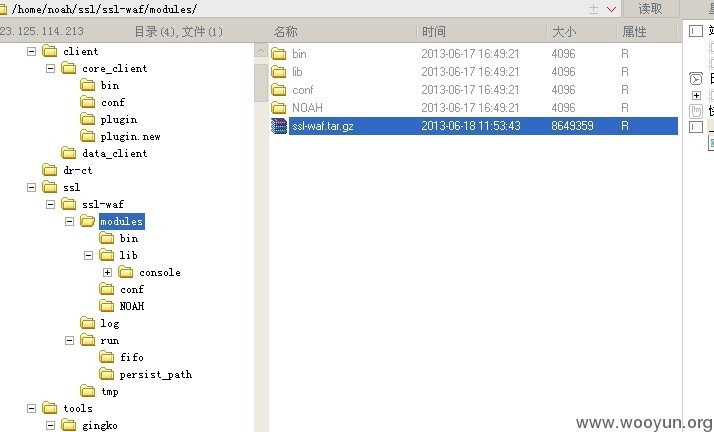 /home/noah/ssl/ssl-waf/modules/ 读取
23.125.114.213 目录(4),文件(1) 名称 时间 大小 属性
client
core_client
bin
conf
plugin
plugin.new
data_client
dr-ct
ssl
ssl-waf
modules
bin
lib
console
conf
NOAH
log
run
fifo
persist_path
tmp
tools
gingko
bin 2013-06-17 16:49:21 4096 R
lib 2013-06-17 16:49:21 4096 R
conf 2013-06-17 16:49:21 4096 R
NOAH 2013-06-17 16:49:21 4096 R
ssl-waf.tar.gz 2013-06-18 11:53:43 8649359 R
www.wooyun.org